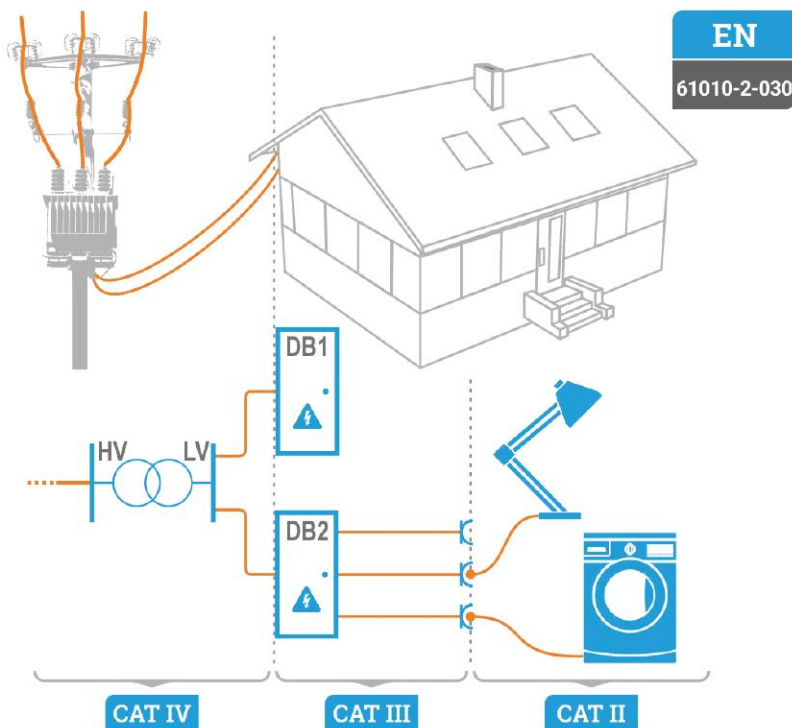 EN
61010-2-030
DB1
HV
LV
DB2
CAT IV
CAT III
CAT II